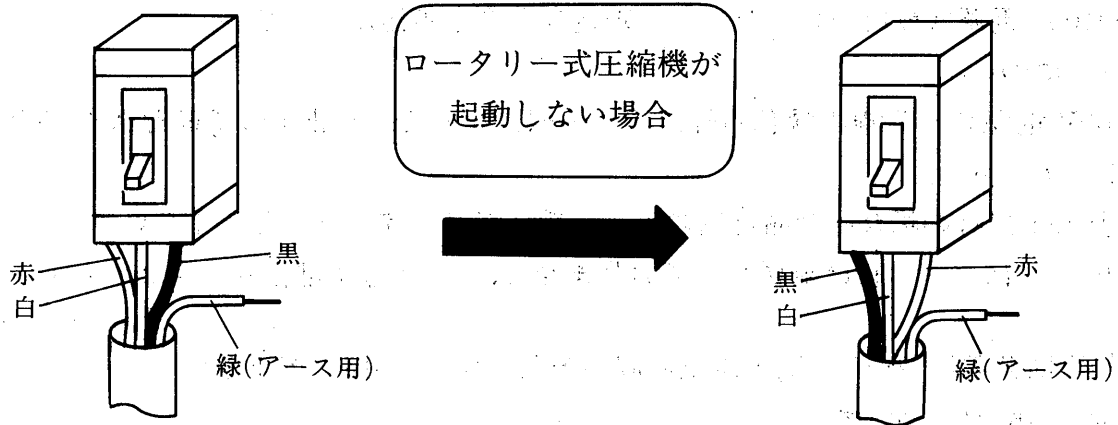 ロータリー式圧縮機が
起動しない場合
赤
白
黒
緑(アース用)
黒
白
赤
緑(アース用)